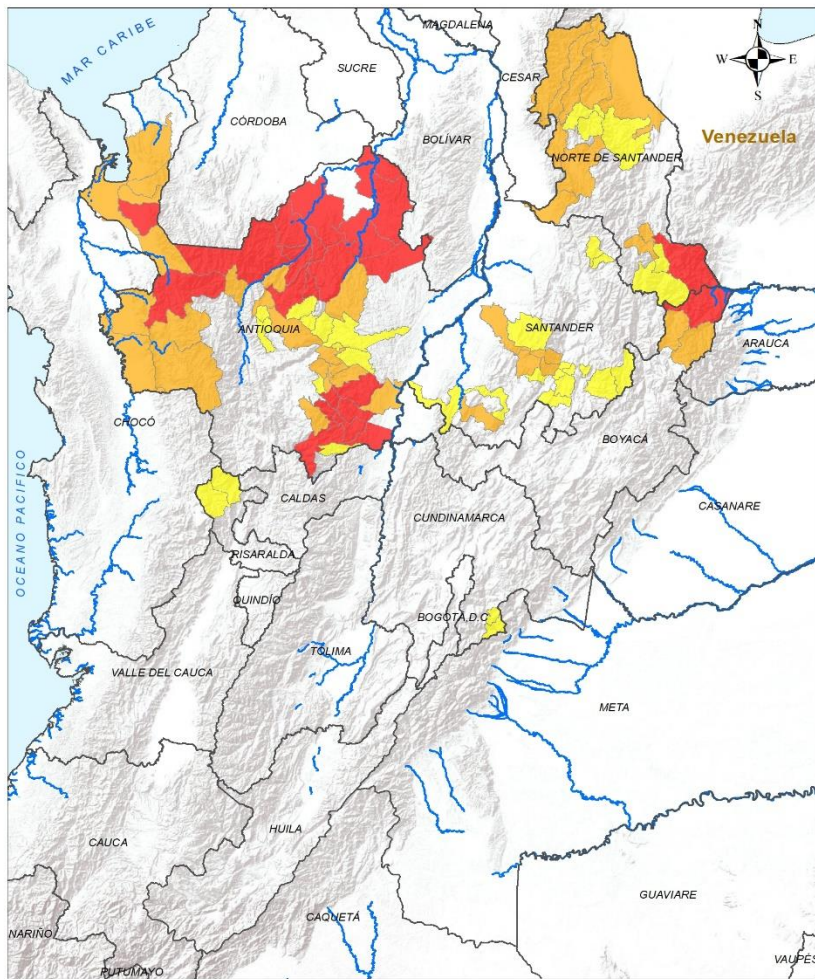 MAGDALENA
N
W E
S
MAR CARIBE
SUCRE
CESAR
CÓRDOBA
BOLÍVAR
Venezuela
NORTE DE SANTANDER
ANTIOQUIA
SANTANDER
ARAUCA
CHOCÓ
BOYACÁ
OCEANO PACIFICO
CALDAS
CUNDINAMARCA
CASANARE
RISARALDA
QUINDÍO
BOGOTÁ, D.C
TOLIMA
VALLE DEL CAUCA
META
HUILA
CAUCA
GUAVIARE
CAQUETÁ
NARIÑO
VAUPÉS
PUTUMAYO